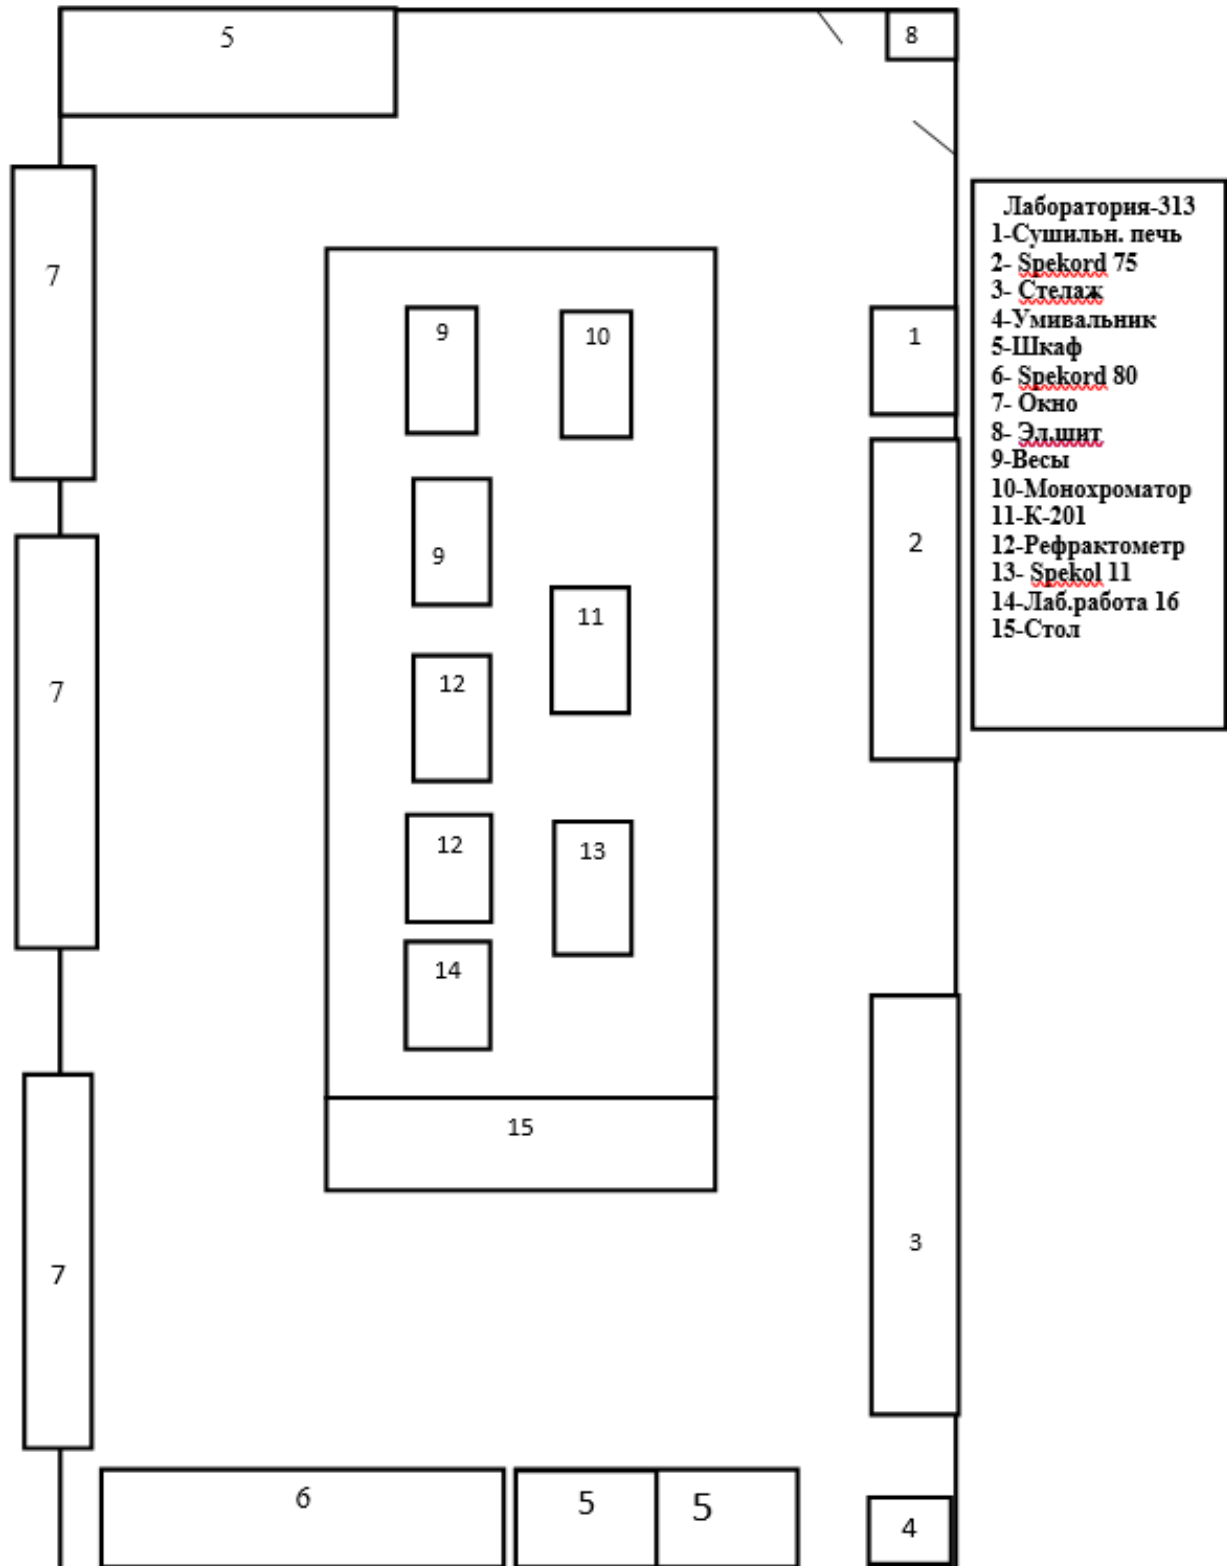 5
8
7
9
10
1
9
2
11
12
7
12
13
14
15
3
7
6
5
5
4
Лаборатория-313
1-Сушильн. печь
2- Spekord 75
3- Стелаж
4-Умивальник
5-Шкаф
6- Spekord 80
7- Окно
8- Эл.шит
9-Весы
10-Монохроматор
11-К-201
12-Рефрактометр
13- Spekol 11
14-Лаб.работа 16
15-Стол